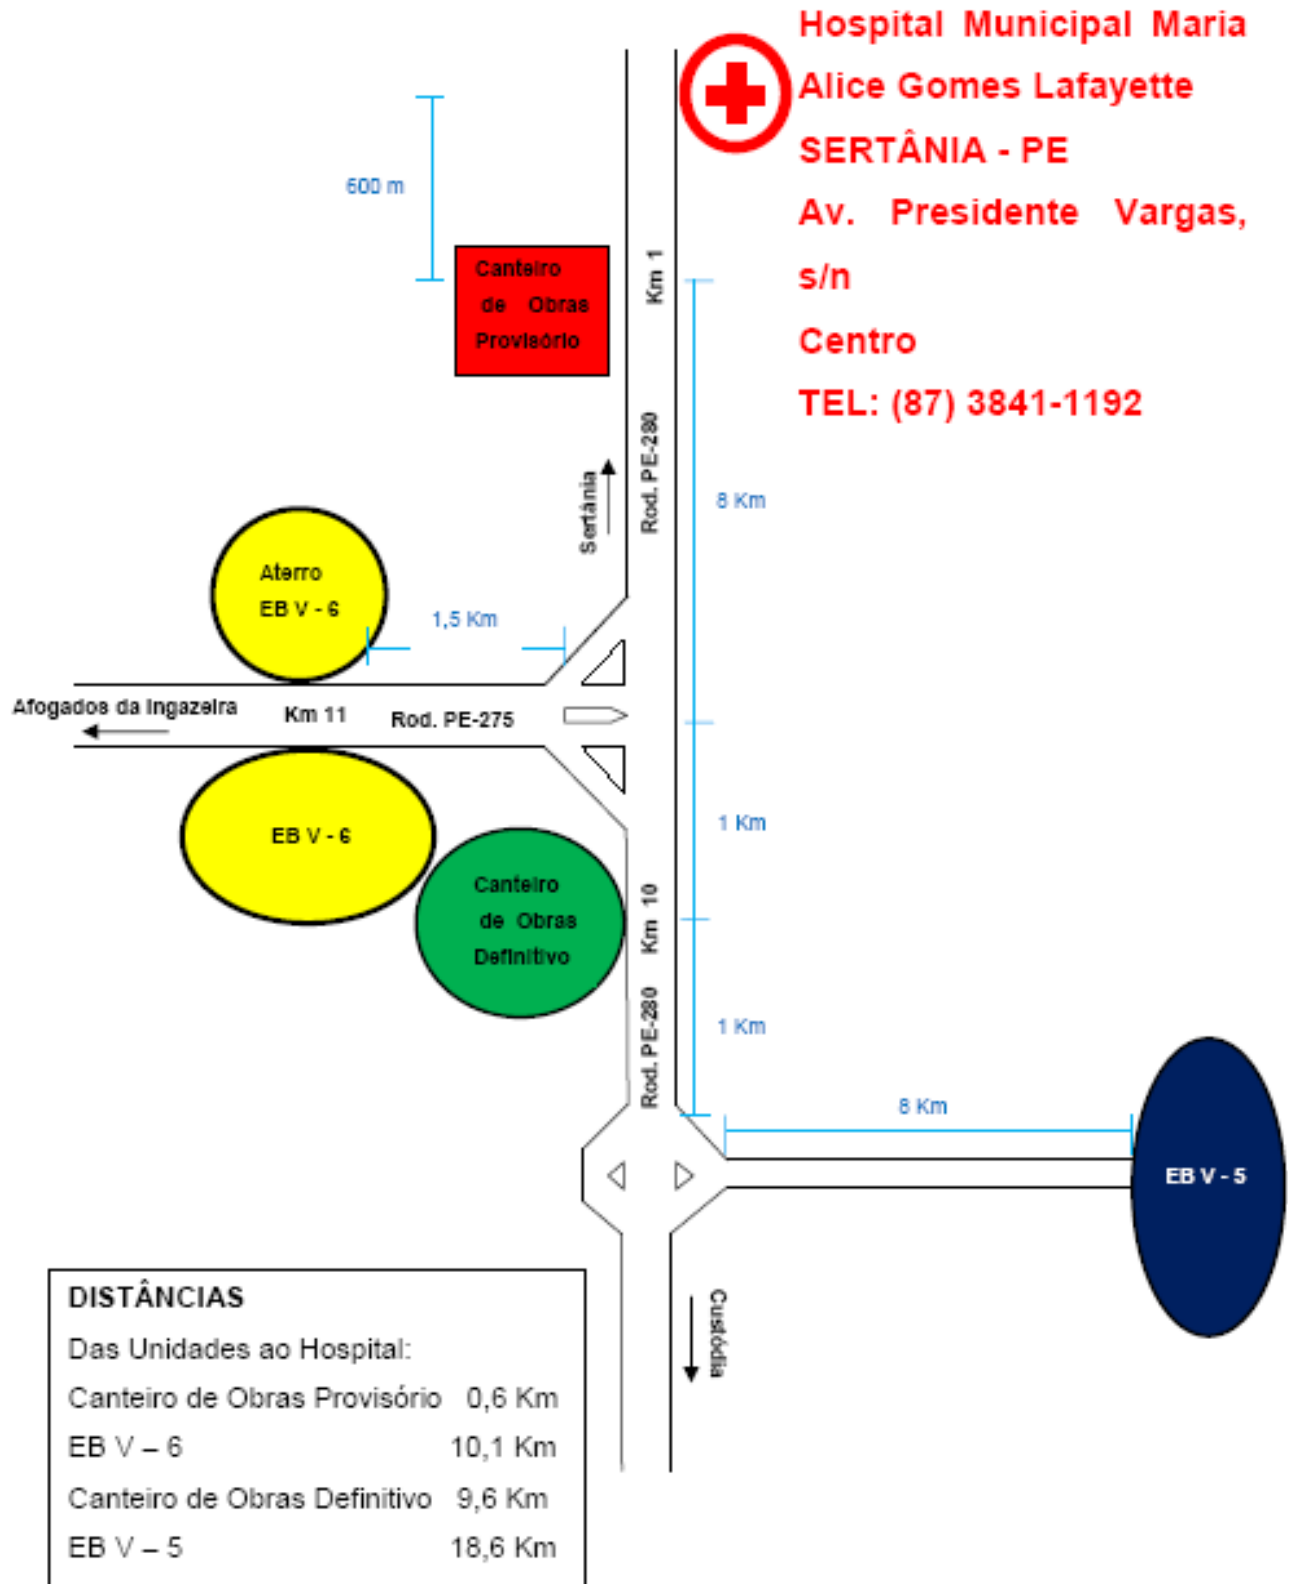 Hospital Municipal Maria
Alice Gomes Lafayette
SERTÂNIA - PE
Av. Presidente Vargas,
s/n
Centro
TEL: (87) 3841-1192
600 m
Canteiro
de Obras
Provisório
Km 1
Rod. PE-280
Sertânia
8 Km
Aterro
EB V - 6
1,5 Km
Afogados da Ingazeira
Km 11
Rod. PE-275
EB V - 6
1 Km
Canteiro
de Obras
Definitivo
Km 10
Rod. PE-280
1 Km
8 Km
EB V - 5
Custódia
DISTÂNCIAS
Das Unidades ao Hospital:
Canteiro de Obras Provisório 0,6 Km
EB V – 6 10,1 Km
Canteiro de Obras Definitivo 9,6 Km
EB V – 5 18,6 Km